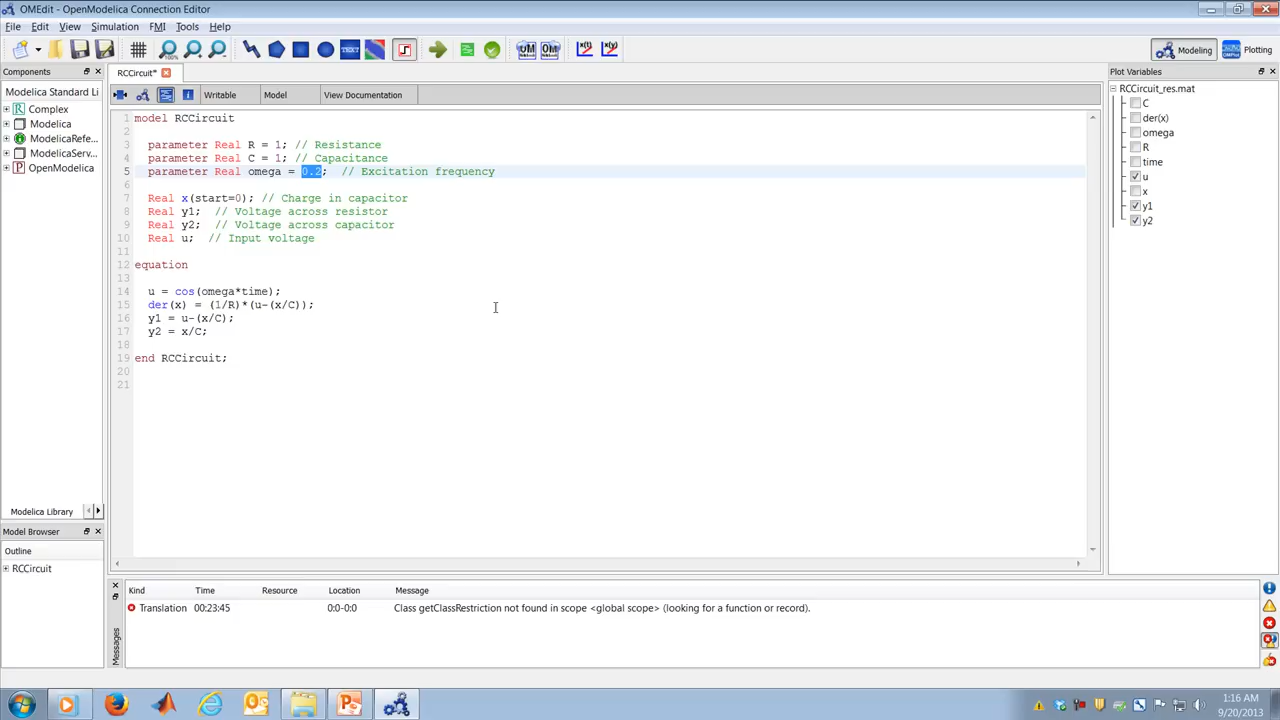 OMEdit - OpenModelica Connection Editor
File Edit View Simulation FMI Tools Help
100% TEXT OM OM x(t) x(y) Modeling Plotting
Components
Modelica Standard Li
Complex
Modelica
ModelicaRefe...
ModelicaServ...
OpenModelica
Modelica Library
Model Browser
Outline
RCCircuit
RCCircuit*
Writable Model View Documentation
1 model RCCircuit
2
3 parameter Real R = 1; // Resistance
4 parameter Real C = 1; // Capacitance
5 parameter Real omega = 0.2; // Excitation frequency
6
7 Real x(start=0); // Charge in capacitor
8 Real y1; // Voltage across resistor
9 Real y2; // Voltage across capacitor
10 Real u; // Input voltage
11
12 equation
13
14 u = cos(omega*time);
15 der(x) = (1/R)*(u-(x/C));
16 y1 = u-(x/C);
17 y2 = x/C;
18
19 end RCCircuit;
20
21
Plot Variables
RCCircuit_res.mat
C
der(x)
omega
R
time
u
x
y1
y2
Messages
Kind Time Resource Location Message
Translation 00:23:45 0:0-0:0 Class getClassRestriction not found in scope <global scope> (looking for a function or record).
1:16 AM
9/20/2013